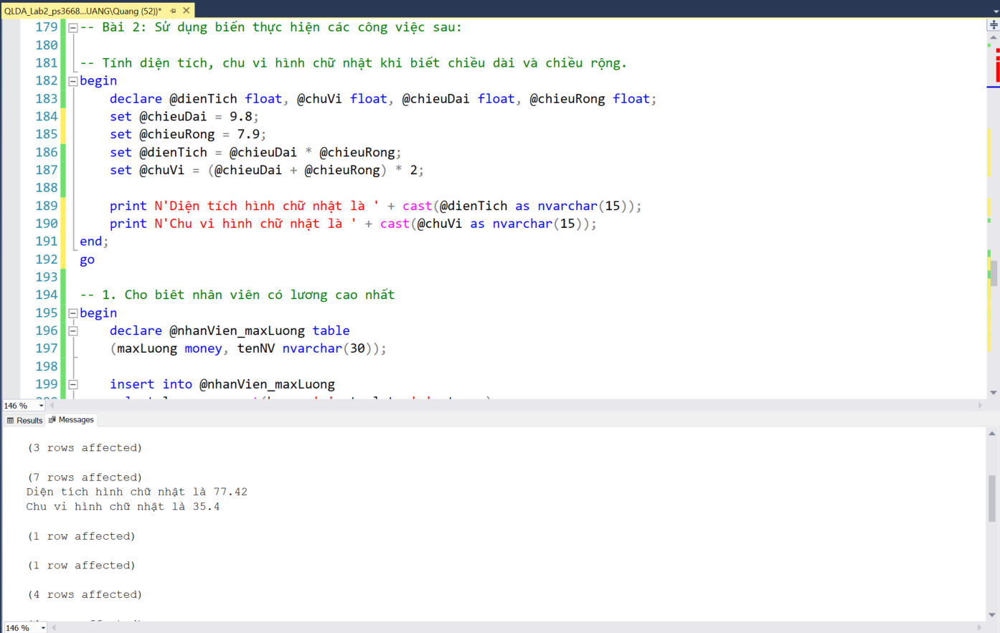 QLDA_Lab2_ps3668...UANG\Quang (52))*
179 -- Bài 2: Sử dụng biến thực hiện các công việc sau:
180
181 -- Tính diện tích, chu vi hình chữ nhật khi biết chiều dài và chiều rộng.
182 begin
183 declare @dienTich float, @chuVi float, @chieuDai float, @chieuRong float;
184 set @chieuDai = 9.8;
185 set @chieuRong = 7.9;
186 set @dienTich = @chieuDai * @chieuRong;
187 set @chuVi = (@chieuDai + @chieuRong) * 2;
188
189 print N'Diện tích hình chữ nhật là ' + cast(@dienTich as nvarchar(15));
190 print N'Chu vi hình chữ nhật là ' + cast(@chuVi as nvarchar(15));
191 end;
192 go
193
194 -- 1. Cho biêt nhân viên có lương cao nhất
195 begin
196 declare @nhanVien_maxLuong table
197 (maxLuong money, tenNV nvarchar(30));
198
199 insert into @nhanVien_maxLuong
146 %
Results Messages
(3 rows affected)
(7 rows affected)
Diện tích hình chữ nhật là 77.42
Chu vi hình chữ nhật là 35.4
(1 row affected)
(1 row affected)
(4 rows affected)
146 %